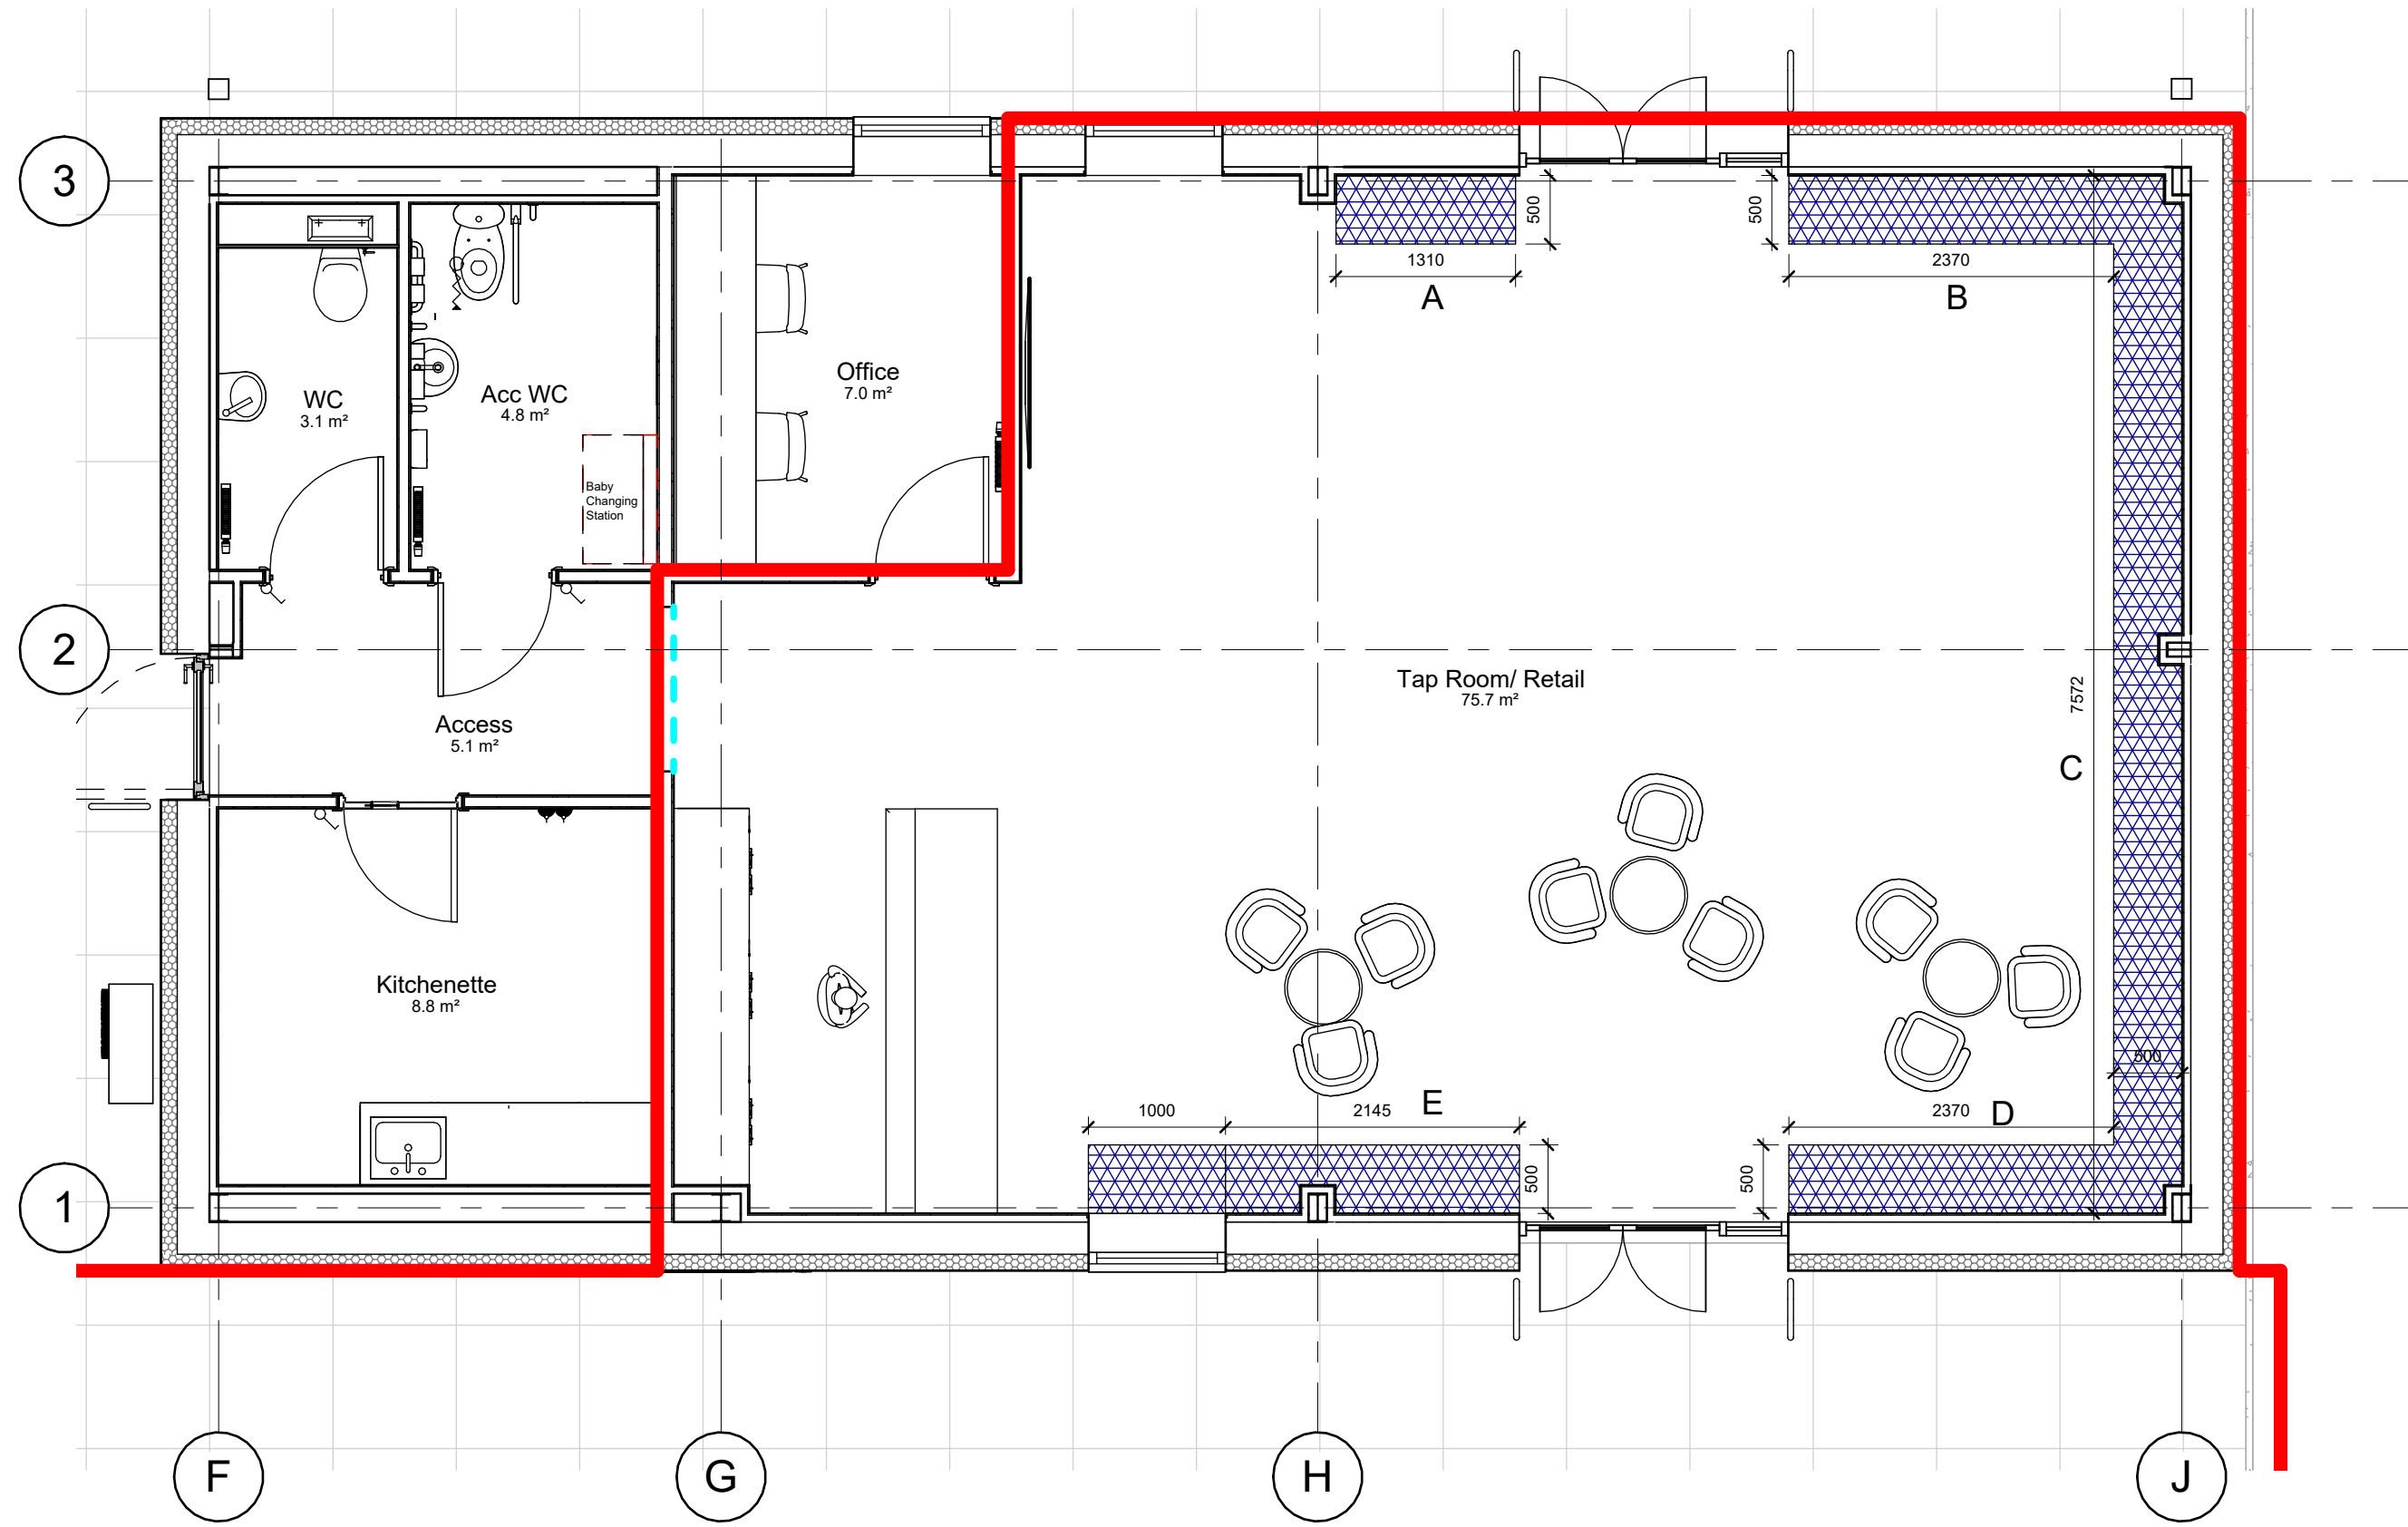 3
500
500
1310
2370
A
B
Office
7.0 m²
WC
3.1 m²
Acc WC
4.8 m²
Baby
Changing
Station
2
Tap Room/ Retail
75.7 m²
7572
Access
5.1 m²
C
Kitchenette
8.8 m²
500
1000
2145
E
2370
D
500
500
1
F
G
H
J